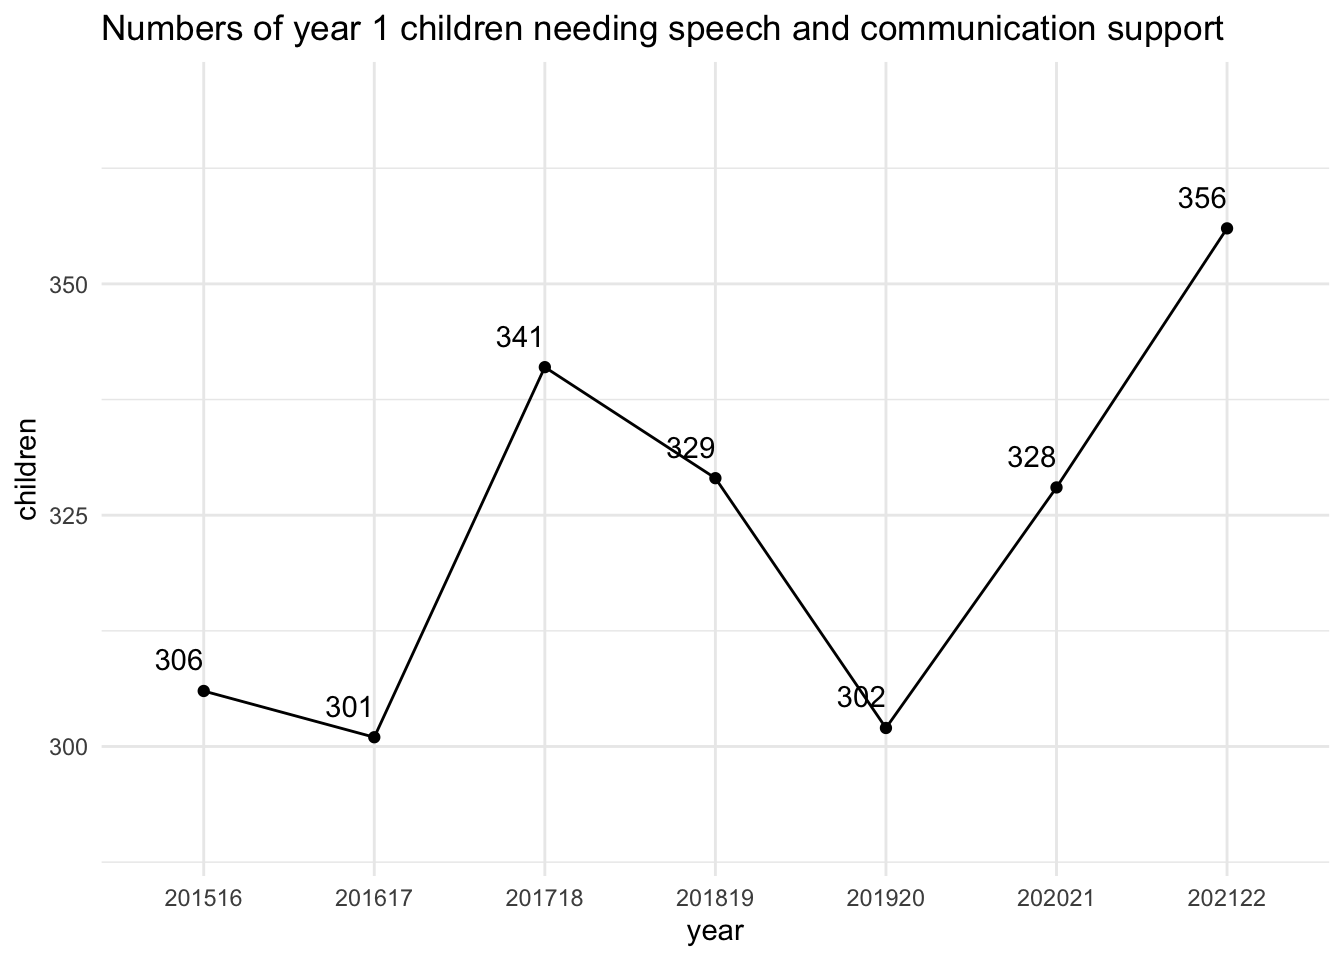 Numbers of year 1 children needing speech and communication support
356
350
341
329
328
325
306
302
301
300
children
201516 201617 201718 201819 201920 202021 202122
year